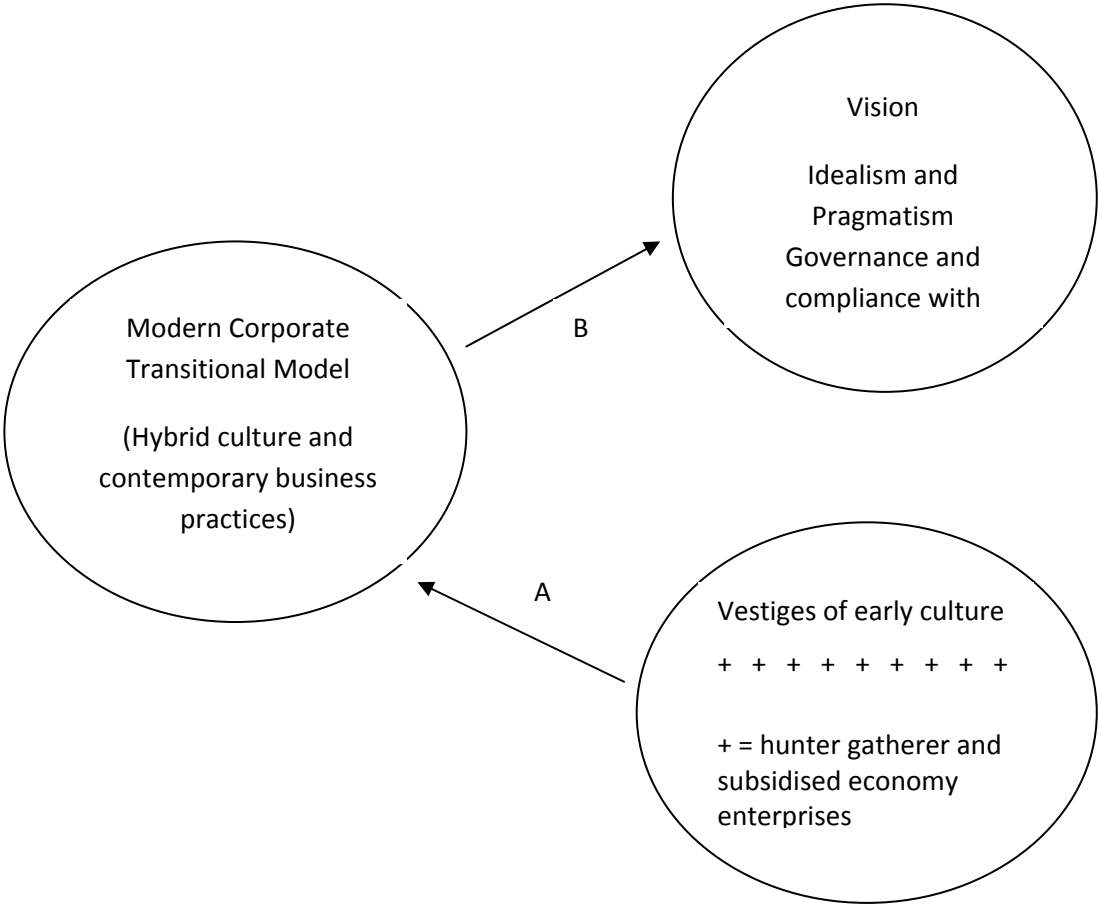 Vision
Idealism and
Pragmatism
Governance and
compliance with
B
Modern Corporate
Transitional Model
(Hybrid culture and
contemporary business
practices)
A
Vestiges of early culture
+ + + + + + + + +
+ = hunter gatherer and
subsidised economy
enterprises